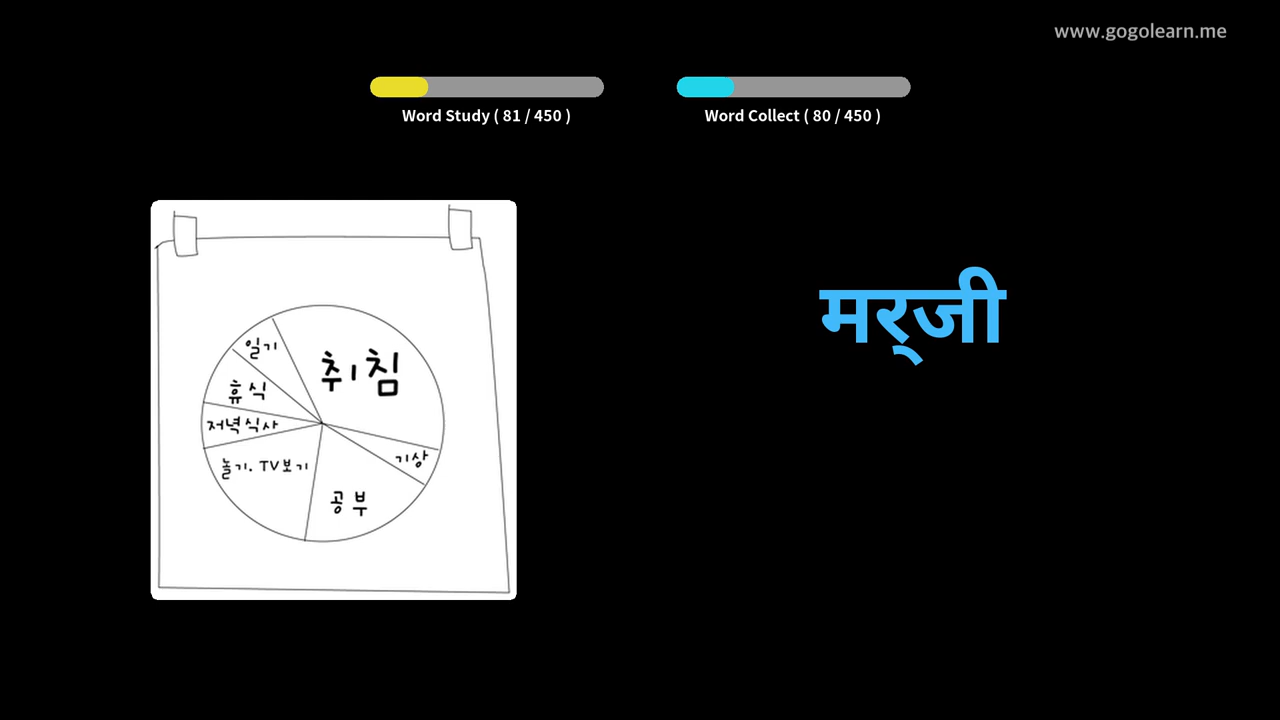 www.gogolearn.me
Word Study ( 81 / 450 )
Word Collect ( 80 / 450 )
일기
취침
휴식
저녁식사
놀기. TV보기
기상
공부
मर्‌जी